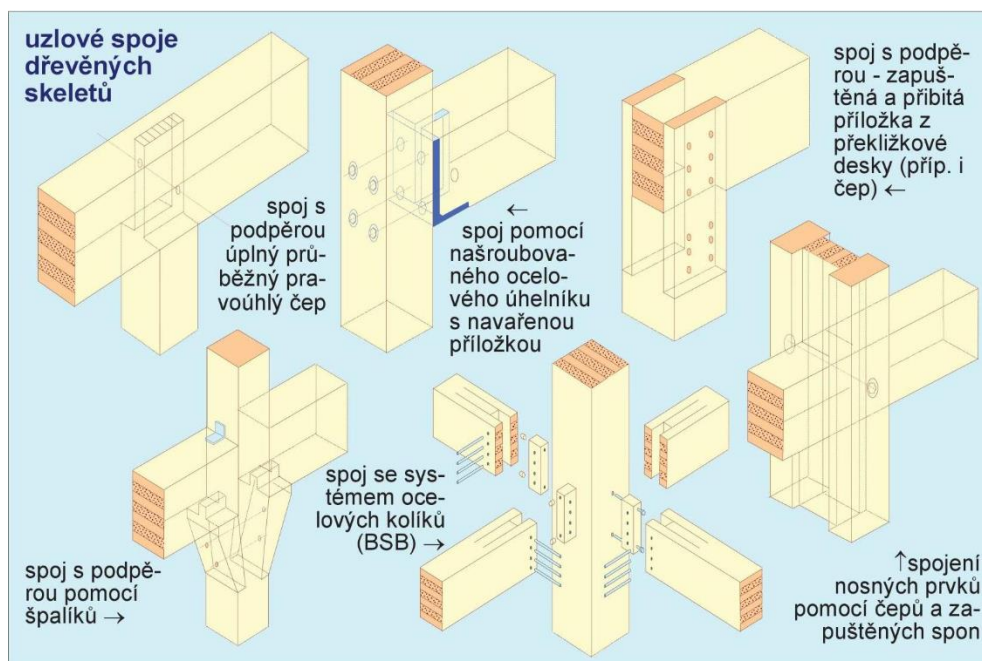 uzlové spoje
dřevěných
skeletů
spoj s
podpěrou
úplný prů-
běžný pra-
voúhlý čep
←
spoj pomocí
našroubova-
ného ocelo-
vého úhelníku
s navařenou
příložkou
spoj s podpě-
rou - zapuš-
těná a přibitá
příložka z
překližkové
desky (příp. i
čep) ←
spoj s podpě-
rou pomocí
špalíků →
spoj se sys-
témem oce-
lových kolíků
(BSB) →
↑spojení
nosných prvků
pomocí čepů a za-
puštěných spon